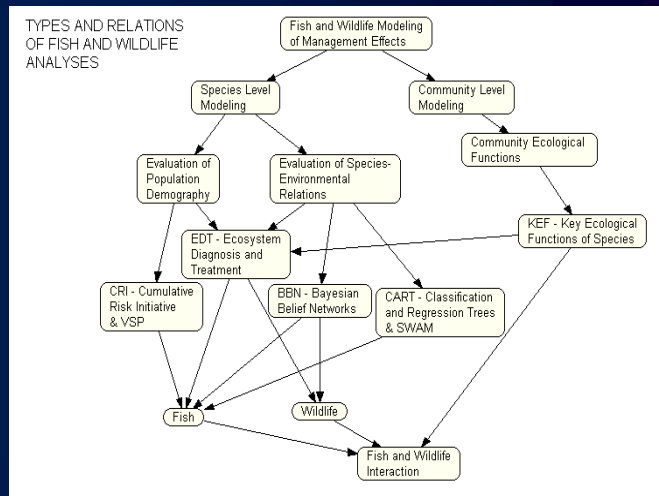 TYPES AND RELATIONS
OF FISH AND WILDLIFE
ANALYSES
Fish and Wildlife Modeling
of Management Effects
Species Level
Modeling
Community Level
Modeling
Community Ecological
Functions
Evaluation of
Population
Demography
Evaluation of Species-
Environmental
Relations
KEF - Key Ecological
Functions of Species
EDT - Ecosystem
Diagnosis and
Treatment
CRI - Cumulative
Risk Initiative
& VSP
BBN - Bayesian
Belief Networks
CART - Classification
and Regression Trees
& SWAM
Fish
Wildlife
Fish and Wildlife
Interaction